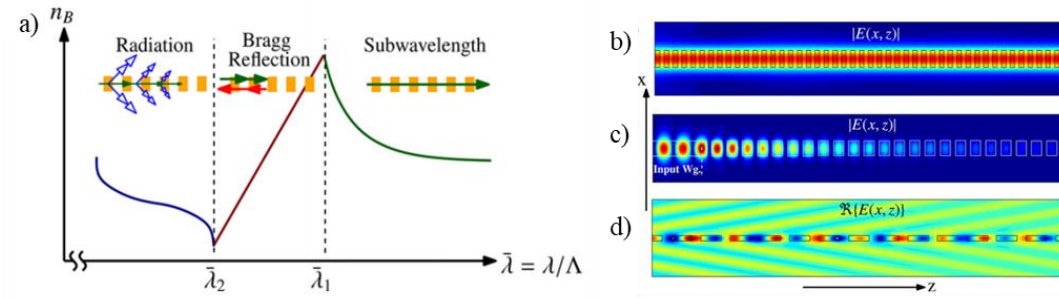 a)
n_B
Radiation
Bragg
Reflection
Subwavelength
λ̄₂
λ̄₁
λ̄ = λ/Λ
b)
|E(x, z)|
x
c)
|E(x, z)|
Input Wg.
d)
ℜ{E(x, z)}
z